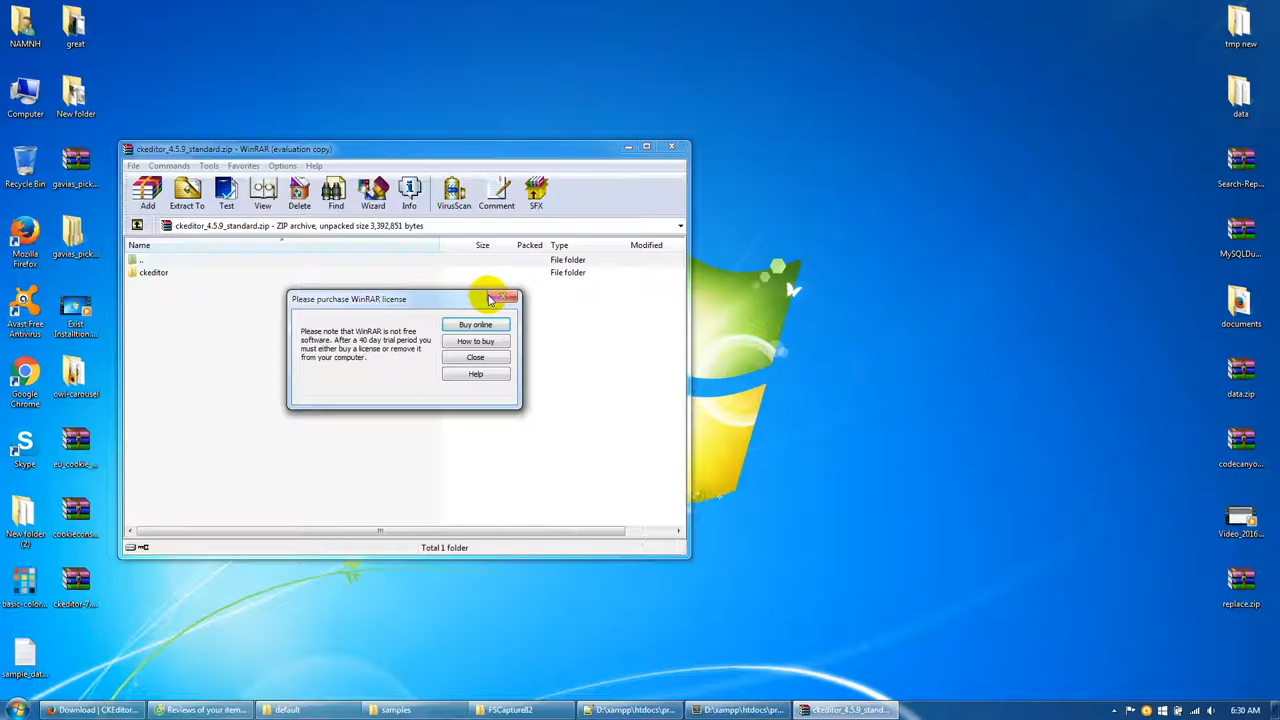 NAMNH
great
tmp new
Computer
New folder
data
ckeditor_4.5.9_standard.zip - WinRAR (evaluation copy)
File Commands Tools Favorites Options Help
Recycle Bin
gavias_pick...
Search-Rep...
Add Extract To Test View Delete Find Wizard Info VirusScan Comment SFX
ckeditor_4.5.9_standard.zip - ZIP archive, unpacked size 3,392,851 bytes
Name Size Packed Type Modified
.. File folder
ckeditor File folder
Mozilla
Firefox
gavias_pick...
MySQLDu...
Please purchase WinRAR license
Please note that WinRAR is not free
software. After a 40 day trial period you
must either buy a license or remove it
from your computer.
Buy online
How to buy
Close
Help
Avast Free
Antivirus
Exist
documents
Google
Chrome
owl-carousel
data.zip
Skype
eu_cookie_...
codecanyo...
New folder
(2)
cookiecons...
Video_2016...
Total 1 folder
basic-color...
ckeditor-7...
replace.zip
sample_dat...
Download | CKEditor...
Reviews of your item...
default
samples
FSCapture82
D:\xampp\htdocs\pr...
D:\xampp\htdocs\pr...
ckeditor_4.5.9_stand...
6:30 AM